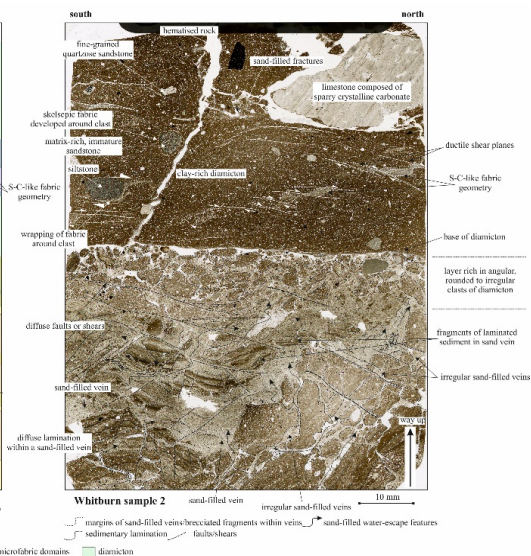 south
north
hematised rock
fine-grained
quartzose sandstone
sand-filled fractures
limestone composed of
sparry crystalline carbonate
skelsepic fabric
developed around clast
matrix-rich, immature
sandstone
siltstone
clay-rich diamicton
S-C-like fabric
geometry
wrapping of fabric
around clast
ductile shear planes
S-C-like fabric
geometry
base of diamicton
layer rich in angular,
rounded to irregular
clasts of diamicton
diffuse faults or shears
fragments of laminated
sediment in sand vein
irregular sand-filled veins
sand-filled vein
diffuse lamination
within a sand-filled vein
way up
Whitburn sample 2
sand-filled vein
irregular sand-filled veins
10 mm
margins of sand-filled veins/brecciated fragments within veins
sand-filled water-escape features
sedimentary lamination
faults/shears
microfabric domains
diamicton